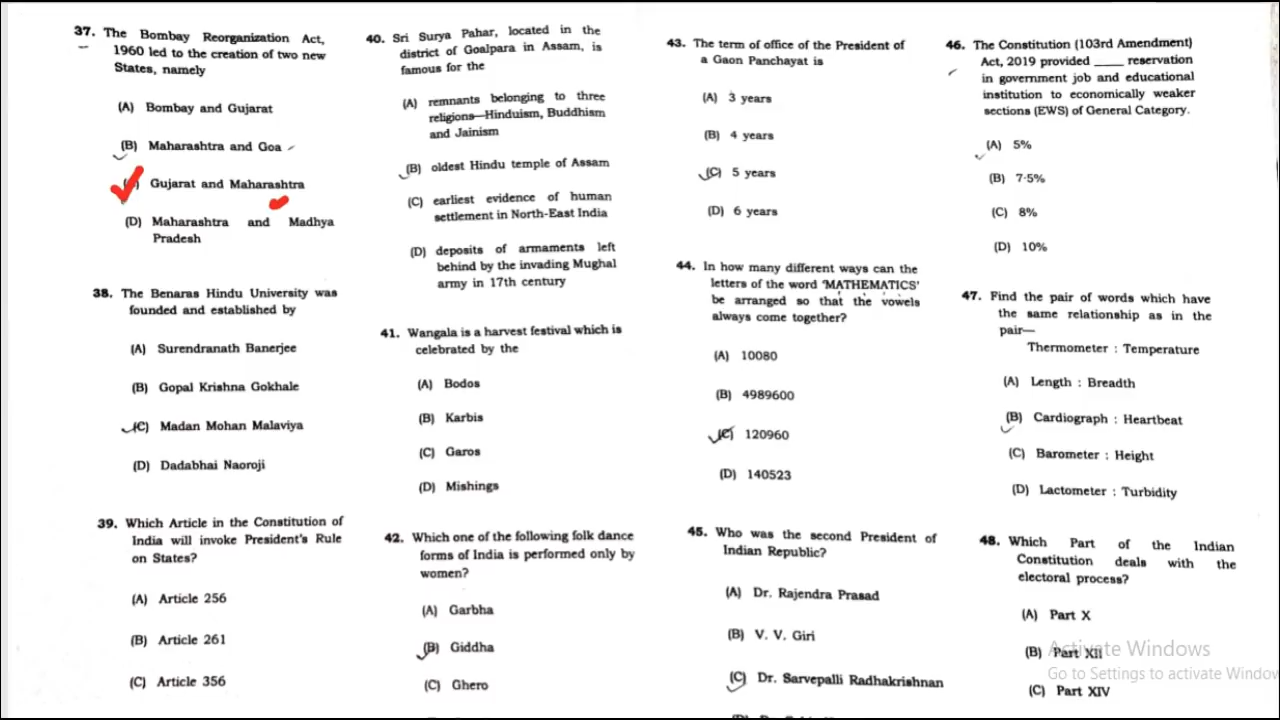 37. The Bombay Reorganization Act,
1960 led to the creation of two new
States, namely
(A) Bombay and Gujarat
(B) Maharashtra and Goa
Gujarat and Maharashtra
(D) Maharashtra and Madhya
Pradesh
38. The Benaras Hindu University was
founded and established by
(A) Surendranath Banerjee
(B) Gopal Krishna Gokhale
(C) Madan Mohan Malaviya
(D) Dadabhai Naoroji
39. Which Article in the Constitution of
India will invoke President's Rule
on States?
(A) Article 256
(B) Article 261
(C) Article 356
40. Sri Surya Pahar, located in the
district of Goalpara in Assam, is
famous for the
(A) remnants belonging to three
religions—Hinduism, Buddhism
and Jainism
(B) oldest Hindu temple of Assam
(C) earliest evidence of human
settlement in North-East India
(D) deposits of armaments left
behind by the invading Mughal
army in 17th century
41. Wangala is a harvest festival which is
celebrated by the
(A) Bodos
(B) Karbis
(C) Garos
(D) Mishings
42. Which one of the following folk dance
forms of India is performed only by
women?
(A) Garbha
(B) Giddha
(C) Ghero
43. The term of office of the President of
a Gaon Panchayat is
(A) 3 years
(B) 4 years
(C) 5 years
(D) 6 years
44. In how many different ways can the
letters of the word 'MATHEMATICS'
be arranged so that the vowels
always come together?
(A) 10080
(B) 4989600
(C) 120960
(D) 140523
45. Who was the second President of
Indian Republic?
(A) Dr. Rajendra Prasad
(B) V. V. Giri
(C) Dr. Sarvepalli Radhakrishnan
46. The Constitution (103rd Amendment)
Act, 2019 provided ____ reservation
in government job and educational
institution to economically weaker
sections (EWS) of General Category.
(A) 5%
(B) 7·5%
(C) 8%
(D) 10%
47. Find the pair of words which have
the same relationship as in the
pair—
Thermometer : Temperature
(A) Length : Breadth
(B) Cardiograph : Heartbeat
(C) Barometer : Height
(D) Lactometer : Turbidity
48. Which Part of the Indian
Constitution deals with the
electoral process?
(A) Part X
(B) Part XII
(C) Part XIV
Activate Windows
Go to Settings to activate Window